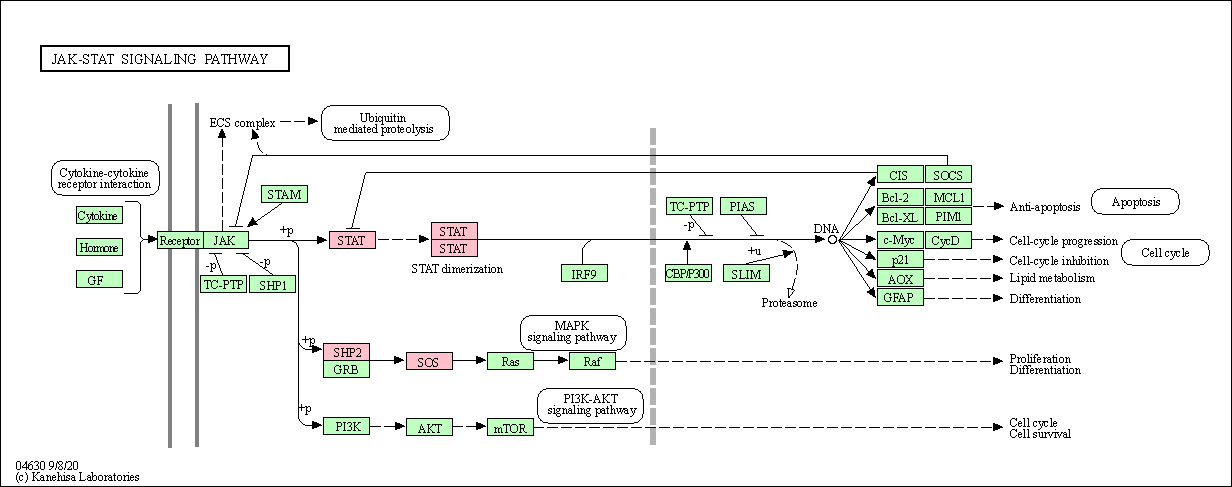 JAK-STAT SIGNALING PATHWAY
ECS complex
Ubiquitin
mediated proteolysis
Cytokine-cytokine
receptor interaction
Cytokine
Hormone
GF
Receptor
JAK
STAM
+p
-p
-p
TC-PTP
SHP1
STAT
STAT
STAT
STAT dimerization
IRF9
TC-PTP
PIAS
-p
CBP/P300
+u
SLIM
Proteasome
DNA
CIS
SOCS
Bcl-2
MCL1
Bcl-XL
PIM1
c-Myc
CycD
p21
AOX
GFAP
Anti-apoptosis
Apoptosis
Cell-cycle progression
Cell-cycle inhibition
Cell cycle
Lipid metabolism
Differentiation
+p
SHP2
GRB
SOS
Ras
Raf
MAPK
signaling pathway
Proliferation
Differentiation
+p
PI3K
AKT
mTOR
PI3K-AKT
signaling pathway
Cell cycle
Cell survival
04630 9/8/20
(c) Kanehisa Laboratories